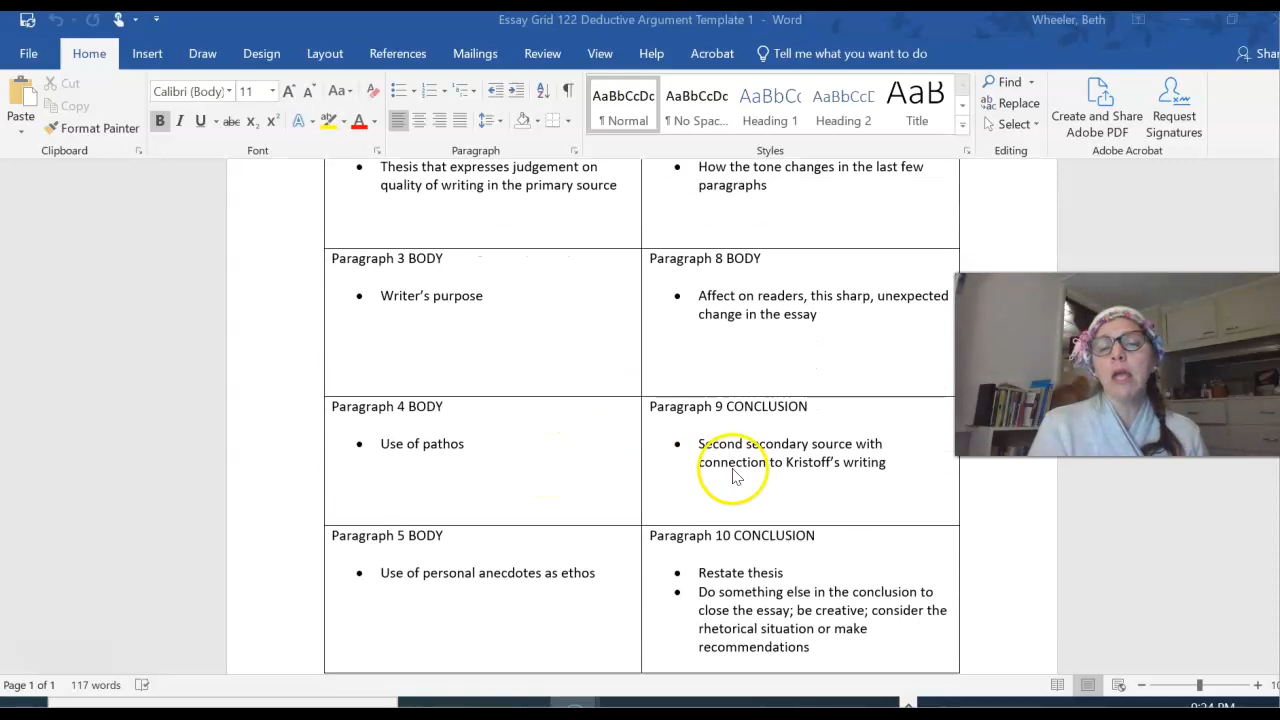 Essay Grid 122 Deductive Argument Template 1 - Word
Wheeler, Beth
File Home Insert Draw Design Layout References Mailings Review View Help Acrobat Tell me what you want to do Shar
Paste
Cut
Copy
Format Painter
Clipboard
Calibri (Body) 11
Font
Paragraph
AaBbCcDc AaBbCcDc AaBbCc AaBbCcD AaB
¶ Normal ¶ No Spac... Heading 1 Heading 2 Title
Styles
Find
Replace
Select
Editing
Create and Share
Adobe PDF
Request
Signatures
Adobe Acrobat
• Thesis that expresses judgement on
quality of writing in the primary source
• How the tone changes in the last few
paragraphs
Paragraph 3 BODY
• Writer's purpose
Paragraph 8 BODY
• Affect on readers, this sharp, unexpected
change in the essay
Paragraph 4 BODY
• Use of pathos
Paragraph 9 CONCLUSION
• Second secondary source with
connection to Kristoff's writing
Paragraph 5 BODY
• Use of personal anecdotes as ethos
Paragraph 10 CONCLUSION
• Restate thesis
• Do something else in the conclusion to
close the essay; be creative; consider the
rhetorical situation or make
recommendations
Page 1 of 1 117 words